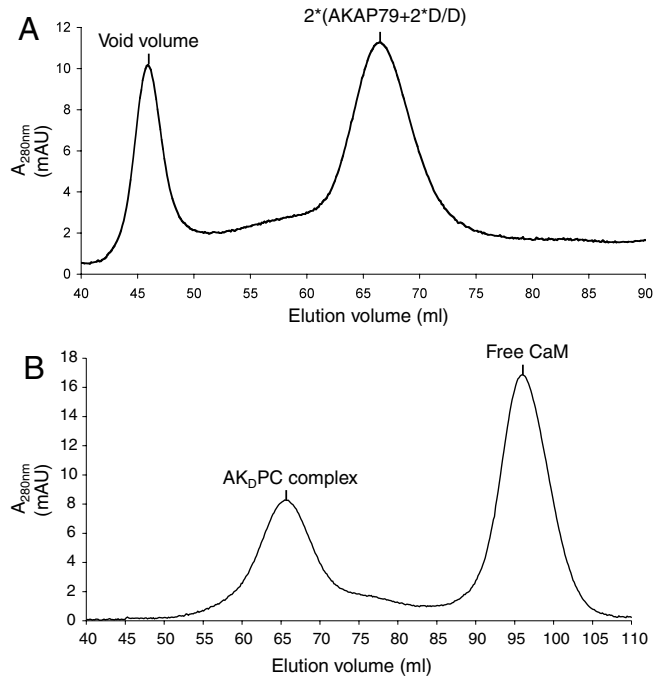 A
2*(AKAP79+2*D/D)
Void volume
12
10
8
6
4
2
0
A280nm
(mAU)
40 45 50 55 60 65 70 75 80 85 90
Elution volume (ml)
B
Free CaM
AKDPC complex
18
16
14
12
10
8
6
4
2
0
A280nm
(mAU)
40 45 50 55 60 65 70 75 80 85 90 95 100 105 110
Elution volume (ml)